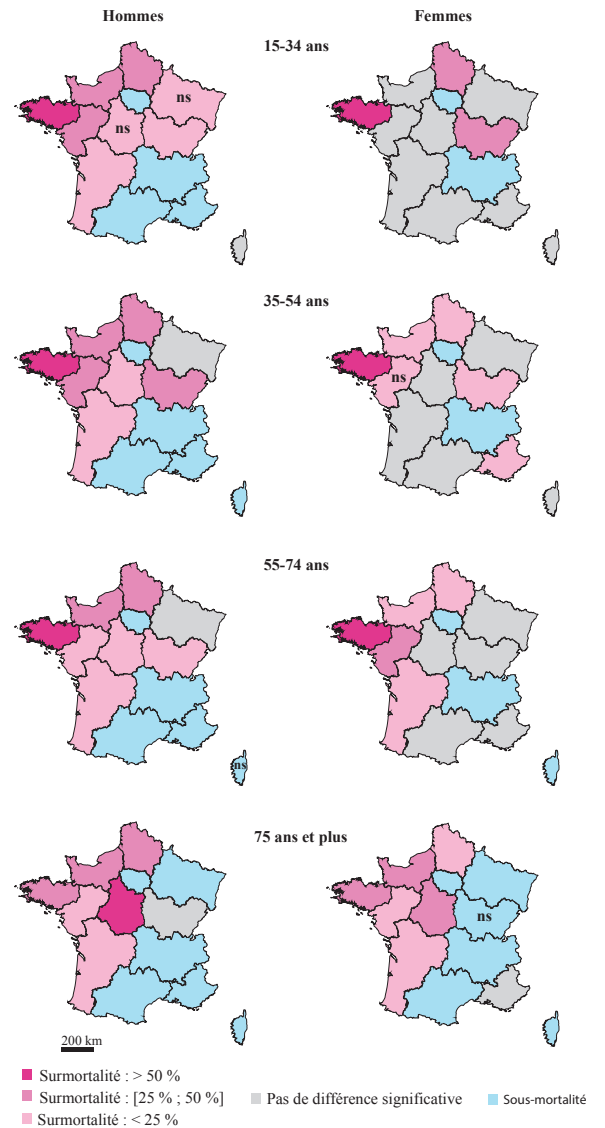 Hommes Femmes
15-34 ans
ns
ns
35-54 ans
ns
55-74 ans
ns
75 ans et plus
ns
200 km
Surmortalité : > 50 %
Surmortalité : [25 % ; 50 %] Pas de différence significative Sous-mortalité
Surmortalité : < 25 %